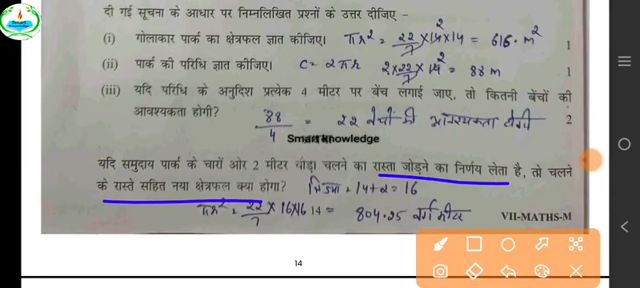 दी गई सूचना के आधार पर निम्नलिखित प्रश्नों के उत्तर दीजिए -
(i) गोलाकार पार्क का क्षेत्रफल ज्ञात कीजिए। πr² = 22/7 × 14 × 14 = 616 m² 1
(ii) पार्क की परिधि ज्ञात कीजिए। C = 2πr 2 × 22/7 × 14 = 88 m 1
(iii) यदि परिधि के अनुदिश प्रत्येक 4 मीटर पर बेंच लगाई जाए, तो कितनी बेंचों की
आवश्यकता होगी? 88/4 = 22 बेंचों की आवश्यकता होगी 2
Smart knowledge
यदि समुदाय पार्क के चारों ओर 2 मीटर चौड़ा चलने का रास्ता जोड़ने का निर्णय लेता है, तो चलने
के रास्ते सहित नया क्षेत्रफल क्या होगा? त्रिज्या = 14+2 = 16
πr² = 22/7 × 16×16 14 = 804.25 वर्ग मीटर VII-MATHS-M
14